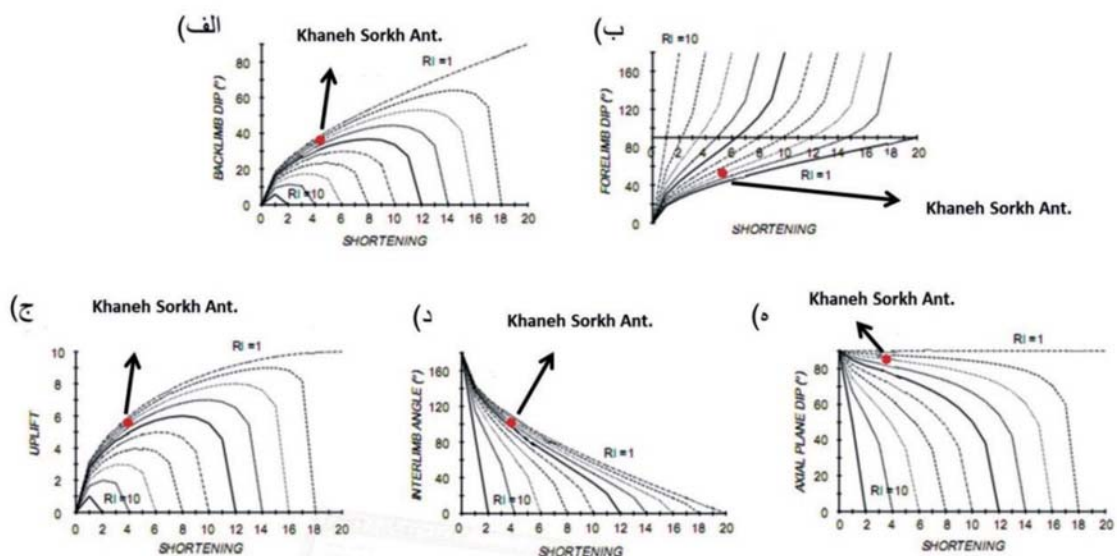 الف)
Khaneh Sorkh Ant.
BACKLIMB DIP (°)
80
60
40
20
0
RI =1
RI =10
0 2 4 6 8 10 12 14 16 18 20
SHORTENING
ب)
RI =10
FORELIMB DIP (°)
160
120
80
40
0
0 2 4 6 8 10 12 14 16 18 20
RI =1
Khaneh Sorkh Ant.
SHORTENING
ج)
Khaneh Sorkh Ant.
UPLIFT
10
8
6
4
2
0
RI =1
RI =10
0 2 4 6 8 10 12 14 16 18 20
SHORTENING
د)
Khaneh Sorkh Ant.
INTERLIMB ANGLE (°)
160
120
80
40
0
RI =1
RI =10
0 2 4 6 8 10 12 14 16 18 20
SHORTENING
ه)
Khaneh Sorkh Ant.
AXIAL PLANE DIP (°)
80
60
40
20
0
RI =1
RI =10
0 2 4 6 8 10 12 14 16 18 20
SHORTENING